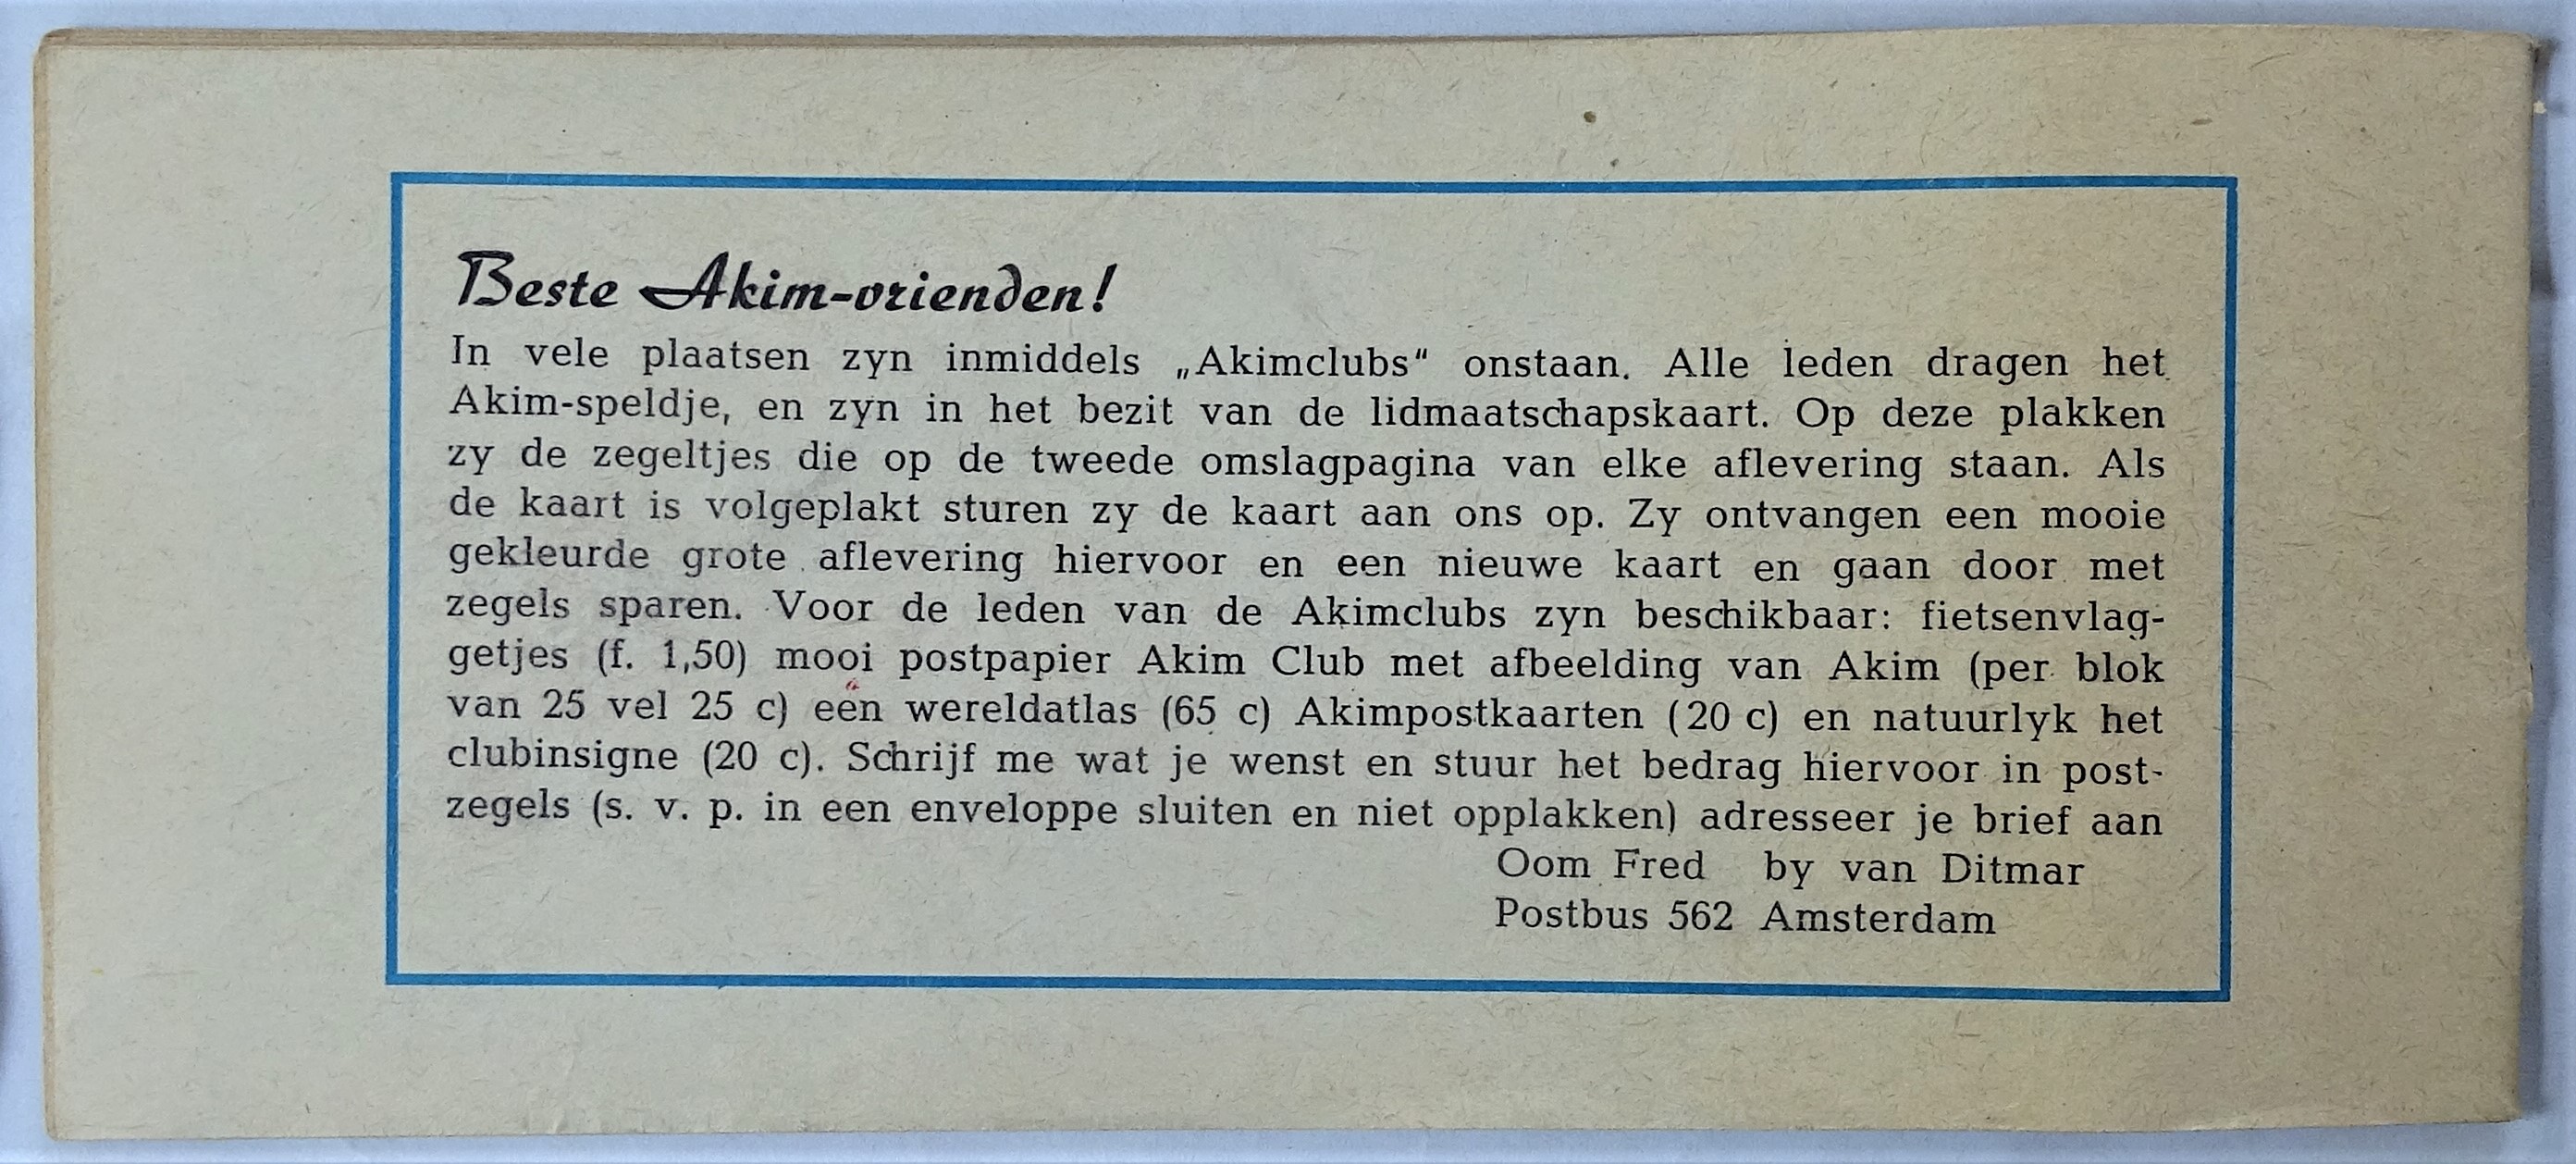 Beste Akim-vrienden!
In vele plaatsen zyn inmiddels „Akimclubs“ onstaan. Alle leden dragen het
Akim-speldje, en zyn in het bezit van de lidmaatschapskaart. Op deze plakken
zy de zegeltjes die op de tweede omslagpagina van elke aflevering staan. Als
de kaart is volgeplakt sturen zy de kaart aan ons op. Zy ontvangen een mooie
gekleurde grote aflevering hiervoor en een nieuwe kaart en gaan door met
zegels sparen. Voor de leden van de Akimclubs zyn beschikbaar: fietsenvlag-
getjes (f. 1,50) mooi postpapier Akim Club met afbeelding van Akim (per blok
van 25 vel 25 c) een wereldatlas (65 c) Akimpostkaarten (20 c) en natuurlyk het
clubinsigne (20 c). Schrijf me wat je wenst en stuur het bedrag hiervoor in post-
zegels (s. v. p. in een enveloppe sluiten en niet opplakken) adresseer je brief aan
Oom Fred by van Ditmar
Postbus 562 Amsterdam